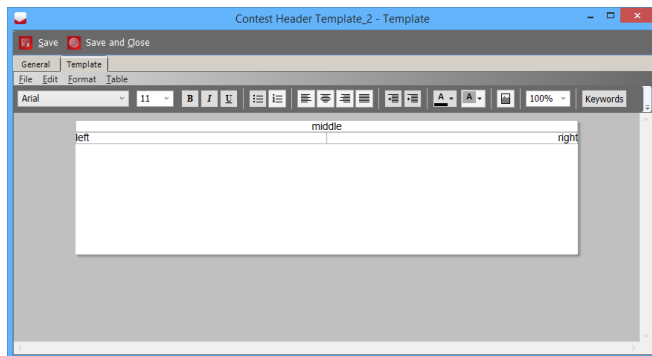 Contest Header Template_2 - Template
Save Save and Close
General Template
File Edit Format Table
Arial 11 B I U A A 100% Keywords
middle
left right